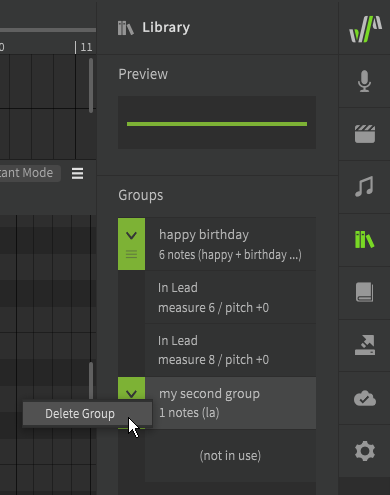 Library
0
11
Preview
tant Mode
Groups
happy birthday
6 notes (happy + birthday ...)
In Lead
measure 6 / pitch +0
In Lead
measure 8 / pitch +0
my second group
Delete Group
1 notes (la)
(not in use)